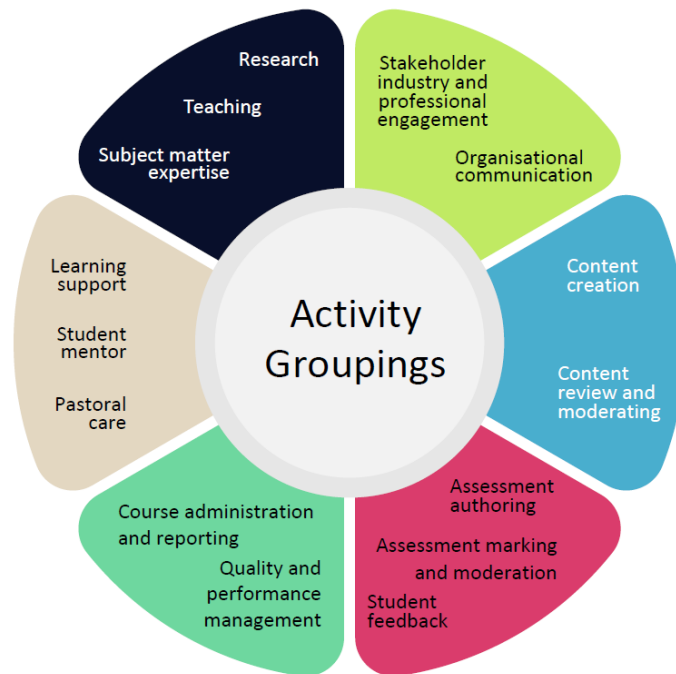 Activity
Groupings
Research
Teaching
Subject matter
expertise
Stakeholder
industry and
professional
engagement
Organisational
communication
Content
creation
Content
review and
moderating
Assessment
authoring
Assessment marking
and moderation
Student
feedback
Course administration
and reporting
Quality and
performance
management
Learning
support
Student
mentor
Pastoral
care